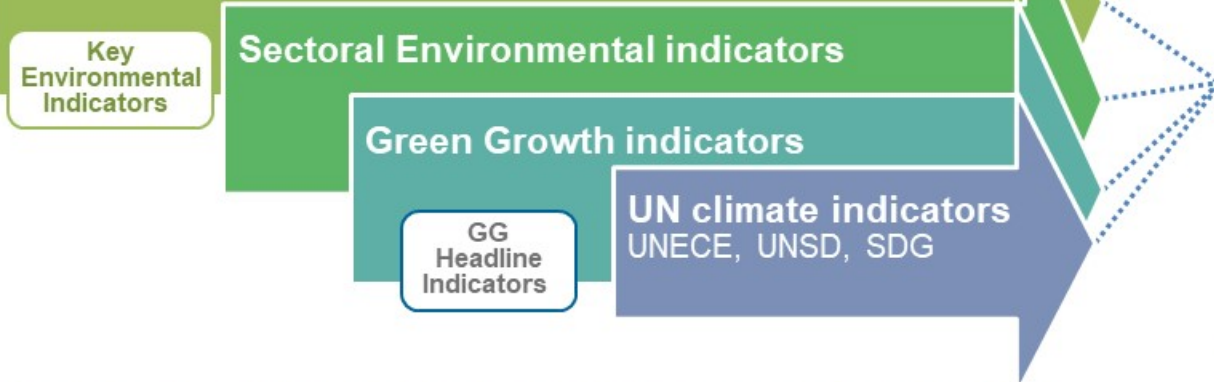 Key
Environmental
Indicators
Sectoral Environmental indicators
Green Growth indicators
GG
Headline
Indicators
UN climate indicators
UNECE, UNSD, SDG